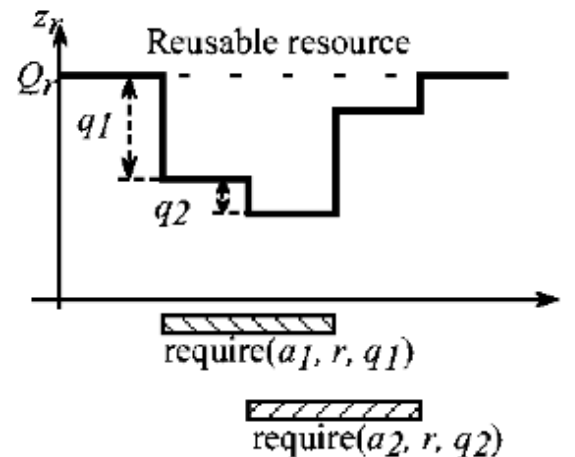 z_r
Reusable resource
Q_r
q1
q2
require(a1, r, q1)
require(a2, r, q2)